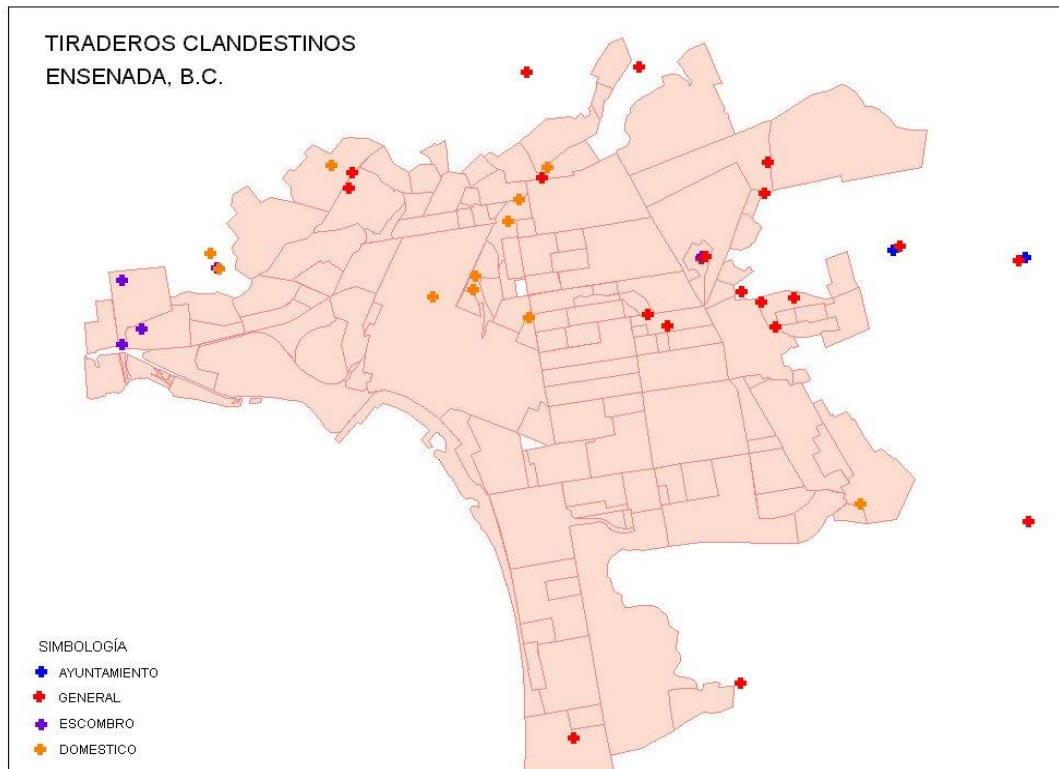 TIRADEROS CLANDESTINOS
ENSENADA, B.C.
SIMBOLOGÍA
AYUNTAMIENTO
GENERAL
ESCOMBRO
DOMESTICO